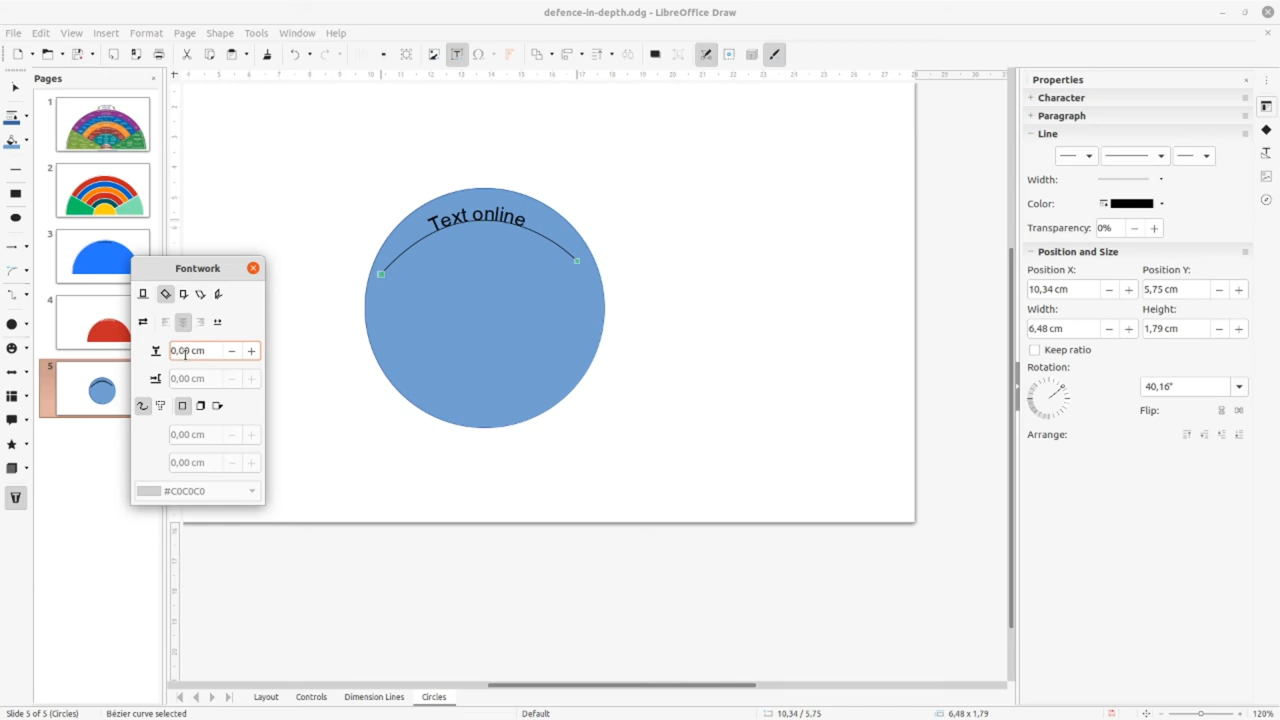 defence-in-depth.odg - LibreOffice Draw
File Edit View Insert Format Page Shape Tools Window Help
Pages
1
2
3
4
5
Fontwork
0,00 cm
0,00 cm
0,00 cm
0,00 cm
#C0C0C0
Text online
Properties
Character
Paragraph
Line
Width:
Color:
Transparency: 0%
Position and Size
Position X: Position Y:
10,34 cm 5,75 cm
Width: Height:
6,48 cm 1,79 cm
Keep ratio
Rotation:
40,16°
Flip:
Arrange:
Layout Controls Dimension Lines Circles
Slide 5 of 5 (Circles) Bézier curve selected Default 10,34 / 5,75 6,48 x 1,79 120%